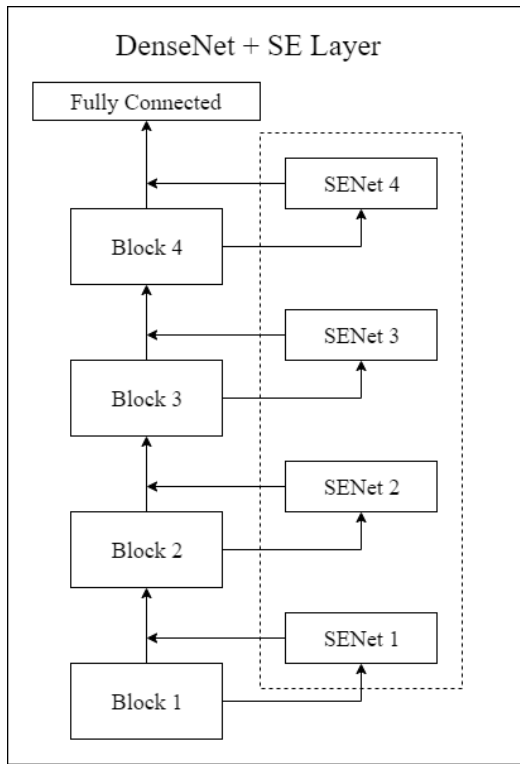 DenseNet + SE Layer
Fully Connected
SENet 4
Block 4
SENet 3
Block 3
SENet 2
Block 2
SENet 1
Block 1